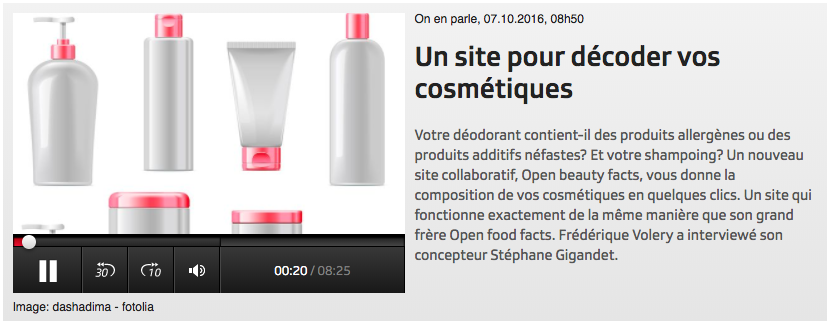 On en parle, 07.10.2016, 08h50
Un site pour décoder vos
cosmétiques
Votre déodorant contient-il des produits allergènes ou des
produits additifs néfastes? Et votre shampoing? Un nouveau
site collaboratif, Open beauty facts, vous donne la
composition de vos cosmétiques en quelques clics. Un site qui
fonctionne exactement de la même manière que son grand
frère Open food facts. Frédérique Volery a interviewé son
concepteur Stéphane Gigandet.
30
10
00:20 / 08:25
Image: dashadima - fotolia